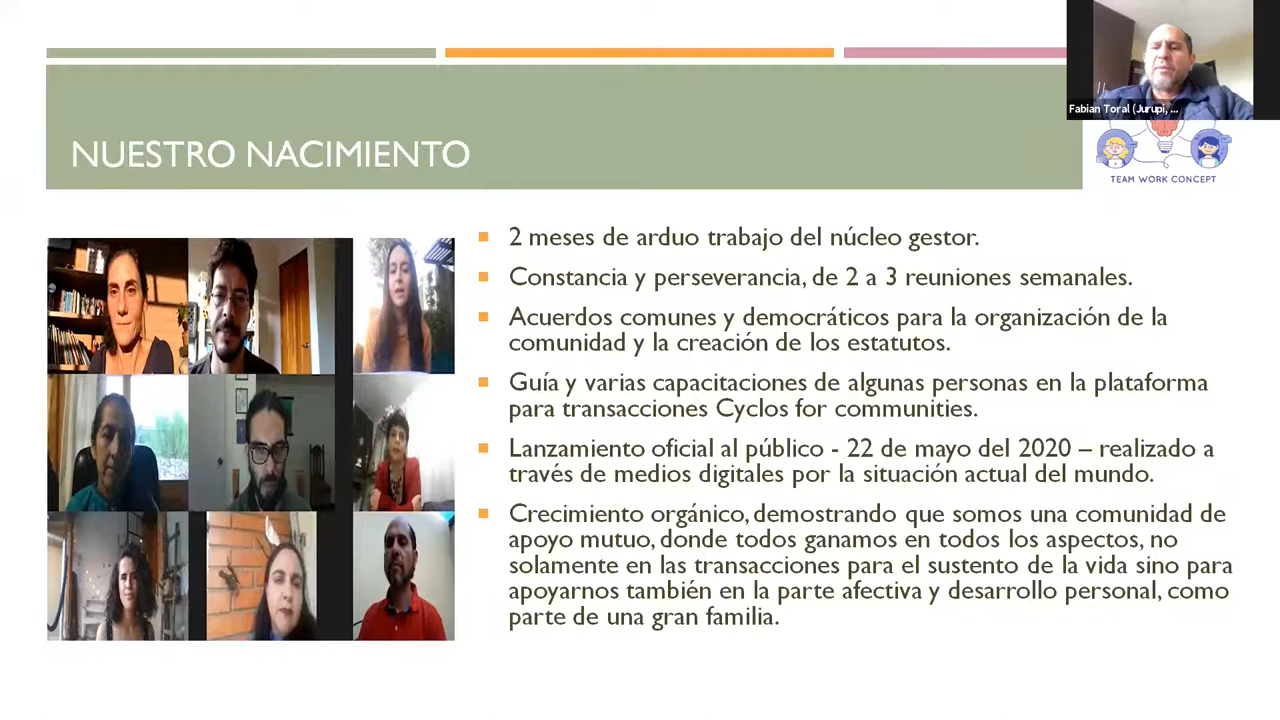 Fabian Toral (Jurupi, ...
NUESTRO NACIMIENTO
TEAM WORK CONCEPT
2 meses de arduo trabajo del núcleo gestor.
Constancia y perseverancia, de 2 a 3 reuniones semanales.
Acuerdos comunes y democráticos para la organización de la
comunidad y la creación de los estatutos.
Guía y varias capacitaciones de algunas personas en la plataforma
para transacciones Cyclos for communities.
Lanzamiento oficial al público - 22 de mayo del 2020 – realizado a
través de medios digitales por la situación actual del mundo.
Crecimiento orgánico, demostrando que somos una comunidad de
apoyo mutuo, donde todos ganamos en todos los aspectos, no
solamente en las transacciones para el sustento de la vida sino para
apoyarnos también en la parte afectiva y desarrollo personal, como
parte de una gran familia.